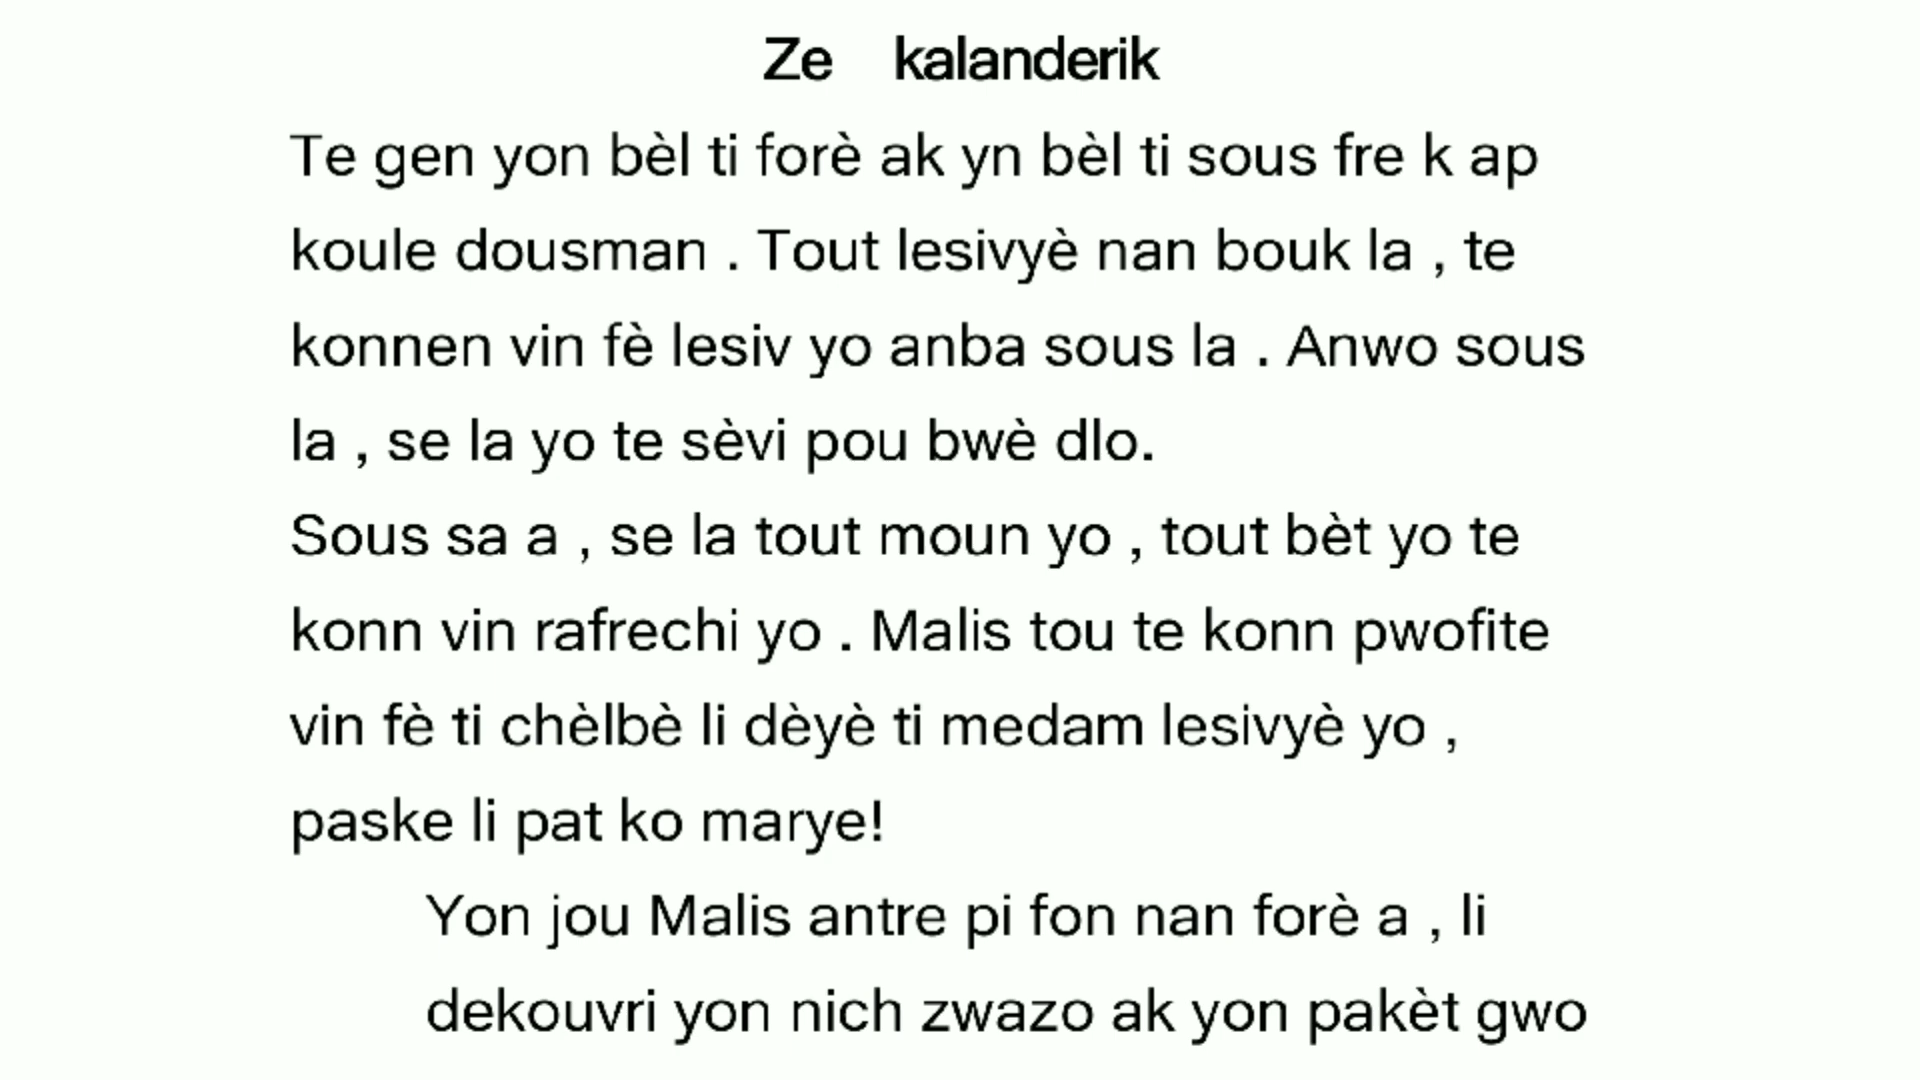 Ze kalanderik
Te gen yon bèl ti forè ak yn bèl ti sous fre k ap
koule dousman . Tout lesivyè nan bouk la , te
konnen vin fè lesiv yo anba sous la . Anwo sous
la , se la yo te sèvi pou bwè dlo.
Sous sa a , se la tout moun yo , tout bèt yo te
konn vin rafrechi yo . Malis tou te konn pwofite
vin fè ti chèlbè li dèyè ti medam lesivyè yo ,
paske li pat ko marye!
Yon jou Malis antre pi fon nan forè a , li
dekouvri yon nich zwazo ak yon pakèt gwo